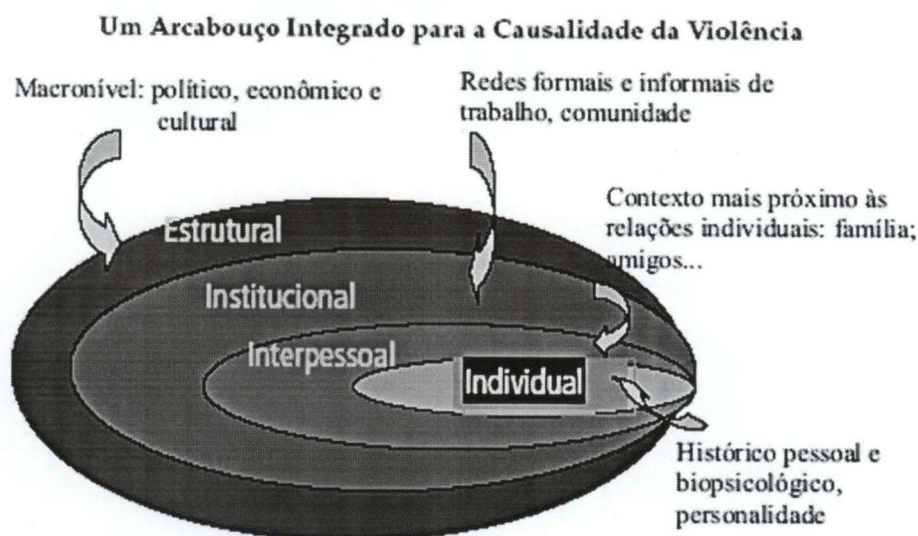 Um Arcabouço Integrado para a Causalidade da Violência
Macronível: político, econômico e
cultural
Redes formais e informais de
trabalho, comunidade
Contexto mais próximo às
relações individuais: família;
amigos...
Estrutural
Institucional
Interpessoal
Individual
Histórico pessoal e
biopsicológico,
personalidade